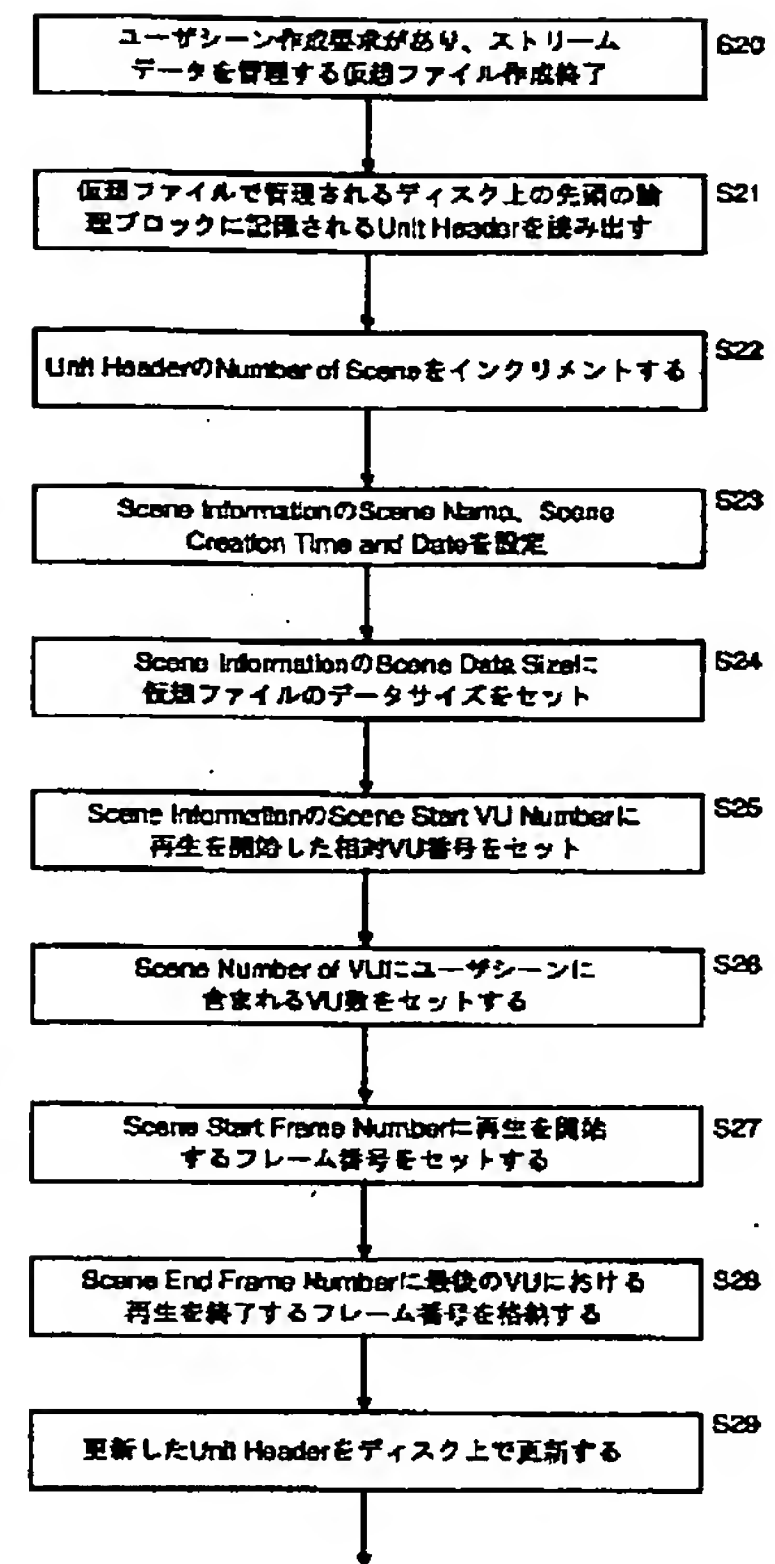 ユーザシーン作成要求があり、ストリーム
データを管理する仮想ファイル作成終了
S20
仮想ファイルで管理されるディスク上の先頭の論
理ブロックに記録されるUnit Headerを読み出す
S21
Unit HeaderのNumber of Sceneをインクリメントする
S22
Scene InformationのScene Name、Scene
Creation Time and Dateを設定
S23
Scene InformationのScene Data Sizeに
仮想ファイルのデータサイズをセット
S24
Scene InformationのScene Start VU Numberに
再生を開始した相対VU番号をセット
S25
Scene Number of VUにユーザシーンに
含まれるVU数をセットする
S26
Scene Start Frame Numberに再生を開始
するフレーム番号をセットする
S27
Scene End Frame Numberに最後のVUにおける
再生を終了するフレーム番号を格納する
S28
更新したUnit Headerをディスク上で更新する
S29